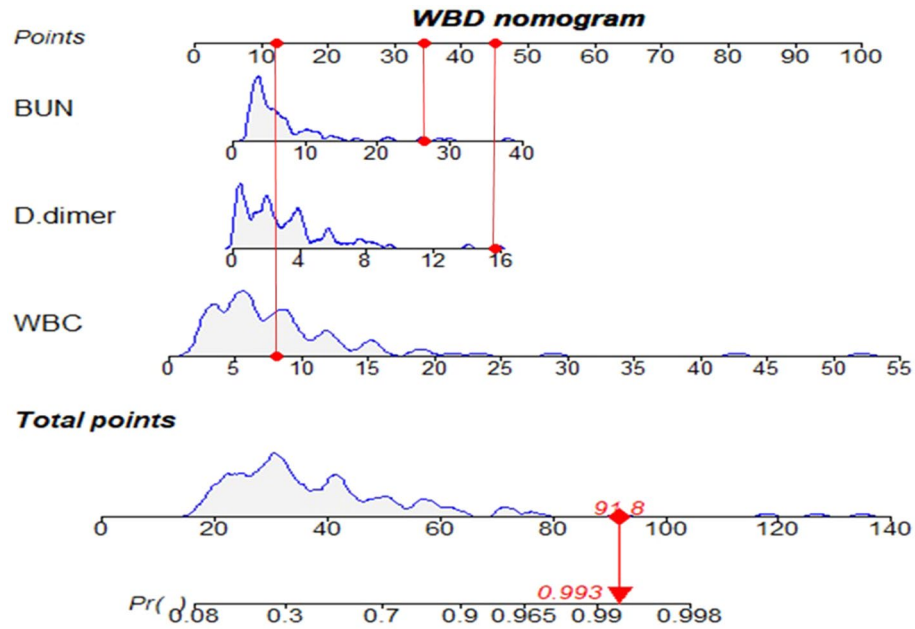 WBD nomogram
Points
0 10 20 30 40 50 60 70 80 90 100
BUN
0 10 20 30 40
D.dimer
0 4 8 12 16
WBC
0 5 10 15 20 25 30 35 40 45 50 55
Total points
91.8
0 20 40 60 80 100 120 140
0.993
Pr( )
0.08 0.3 0.7 0.9 0.965 0.99 0.998